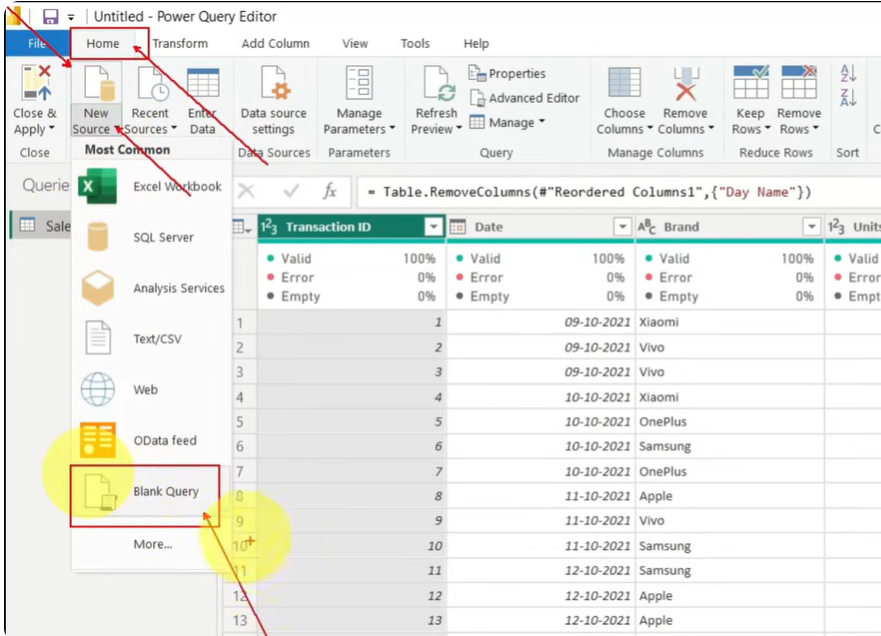 Untitled - Power Query Editor
File Home Transform Add Column View Tools Help
Close & Apply New Source Recent Sources Enter Data Data source settings Manage Parameters Refresh Preview Properties Advanced Editor Manage Choose Columns Remove Columns Keep Rows Remove Rows
Close Data Sources Parameters Query Manage Columns Reduce Rows Sort
Most Common
Excel Workbook
SQL Server
Analysis Services
Text/CSV
Web
OData feed
Blank Query
More...
Querie
Sale
fx = Table.RemoveColumns(#"Reordered Columns1",{"Day Name"})
123 Transaction ID Date ABC Brand 123 Units
Valid 100% Valid 100% Valid 100% Valid
Error 0% Error 0% Error 0% Error
Empty 0% Empty 0% Empty 0% Empt
1 1 09-10-2021 Xiaomi
2 2 09-10-2021 Vivo
3 3 09-10-2021 Vivo
4 4 10-10-2021 Xiaomi
5 5 10-10-2021 OnePlus
6 6 10-10-2021 Samsung
7 7 10-10-2021 OnePlus
8 8 11-10-2021 Apple
9 9 11-10-2021 Vivo
10 10 11-10-2021 Samsung
11 11 12-10-2021 Samsung
12 12 12-10-2021 Apple
13 13 12-10-2021 Apple